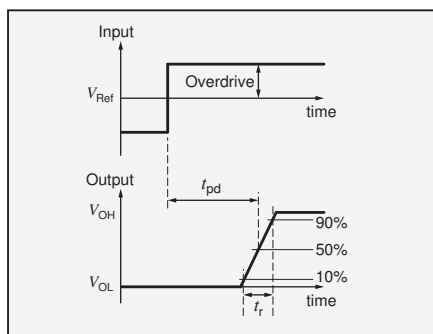 Input
Overdrive
V_Ref
time
Output
t_pd
V_OH
90%
50%
10%
V_OL
time
t_r